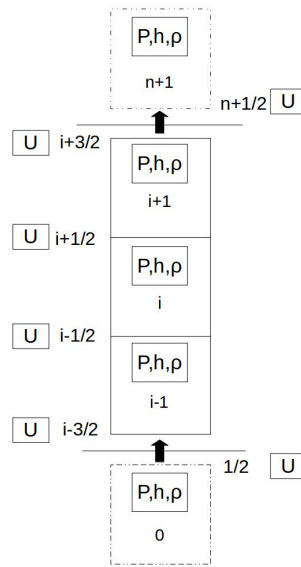 P,h,ρ
n+1
n+1/2 U
U i+3/2
P,h,ρ
i+1
U i+1/2
P,h,ρ
i
U i-1/2
P,h,ρ
i-1
U i-3/2
1/2 U
P,h,ρ
0